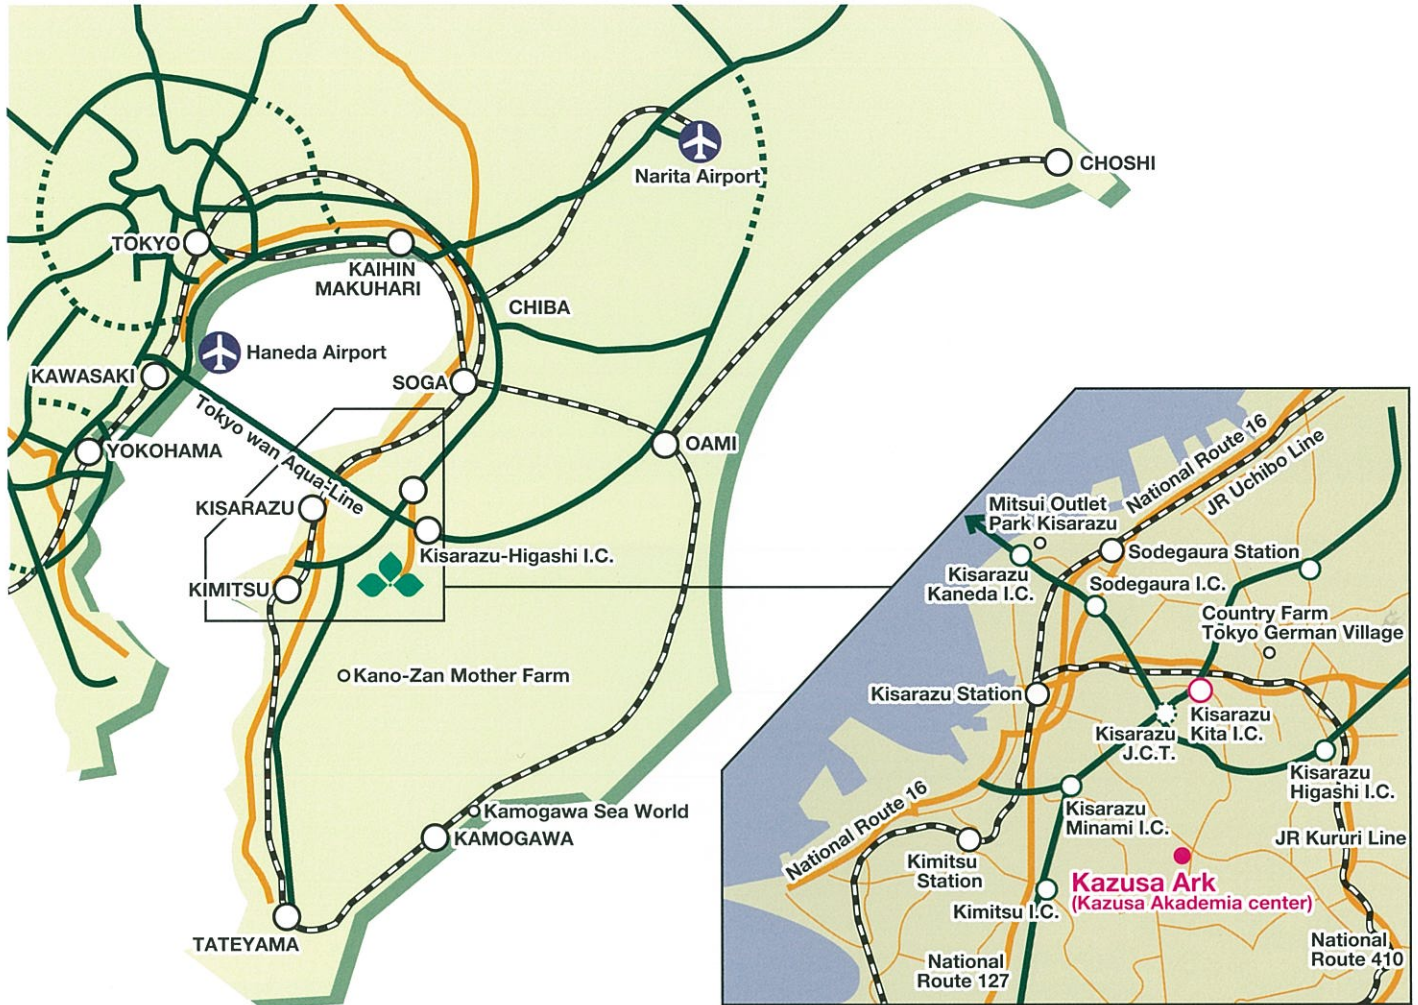 CHOSHI
Narita Airport
TOKYO
KAIHIN
MAKUHARI
CHIBA
Haneda Airport
KAWASAKI
SOGA
Tokyo wan Aqua-Line
YOKOHAMA
OAMI
KISARAZU
Kisarazu-Higashi I.C.
KIMITSU
Kano-Zan Mother Farm
Kamogawa Sea World
KAMOGAWA
TATEYAMA
National Route 16
JR Uchibo Line
Mitsui Outlet
Park Kisarazu
Sodegaura Station
Kisarazu
Kaneda I.C.
Sodegaura I.C.
Country Farm
Tokyo German Village
Kisarazu Station
Kisarazu
Kita I.C.
Kisarazu
J.C.T.
Kisarazu
Higashi I.C.
National Route 16
Kisarazu
Minami I.C.
JR Kururi Line
Kimitsu
Station
Kazusa Ark
(Kazusa Akademia center)
Kimitsu I.C.
National
Route 127
National
Route 410